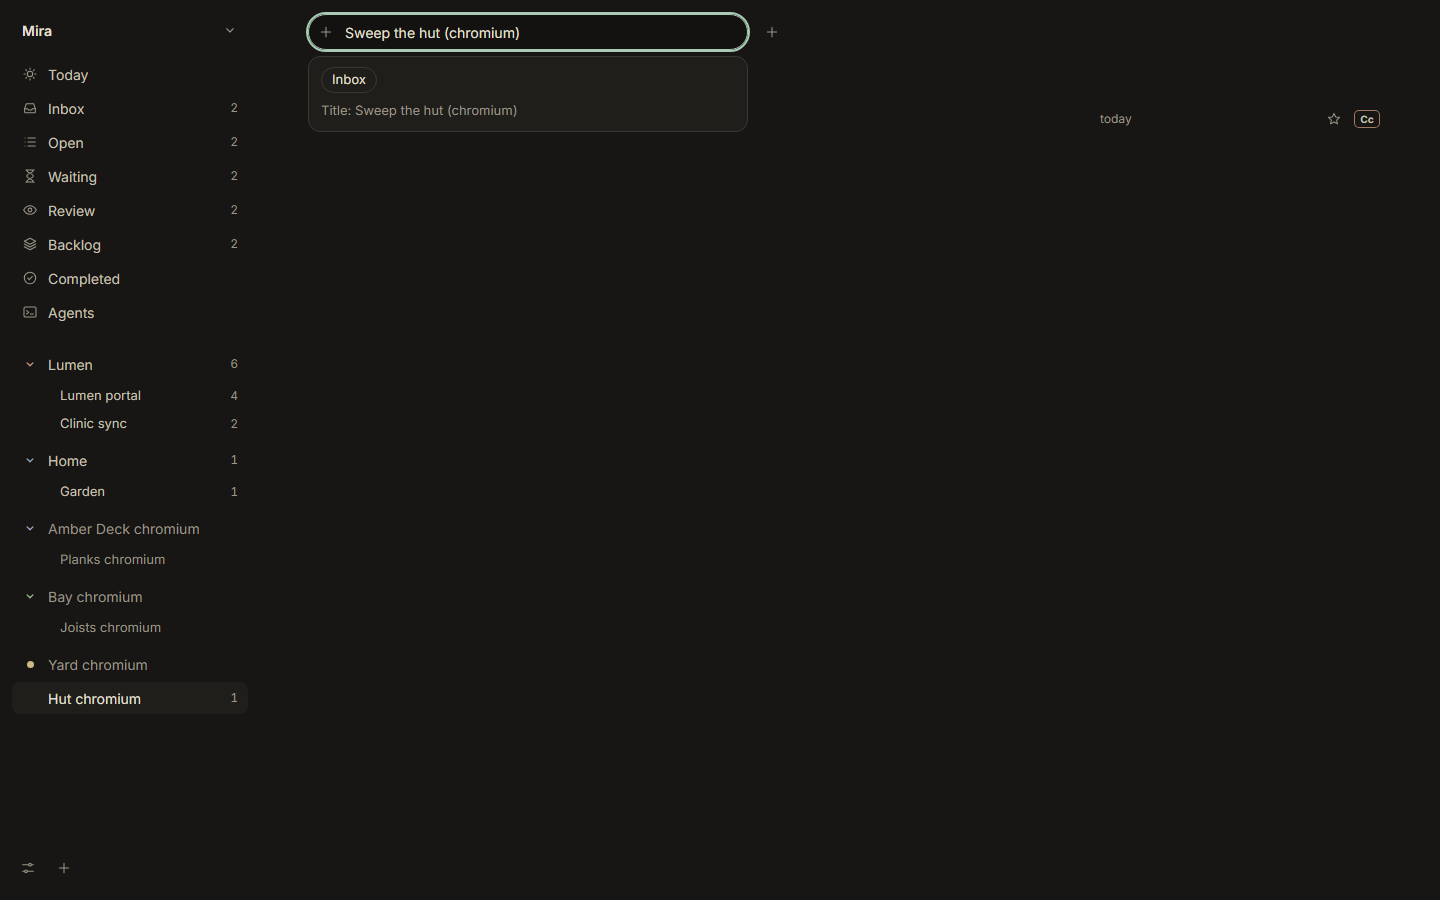 Mira
Today
Inbox 2
Open 2
Waiting 2
Review 2
Backlog 2
Completed
Agents
Lumen 6
Lumen portal 4
Clinic sync 2
Home 1
Garden 1
Amber Deck chromium
Planks chromium
Bay chromium
Joists chromium
Yard chromium
Hut chromium 1
Sweep the hut (chromium)
Inbox
Title: Sweep the hut (chromium)
today Cc